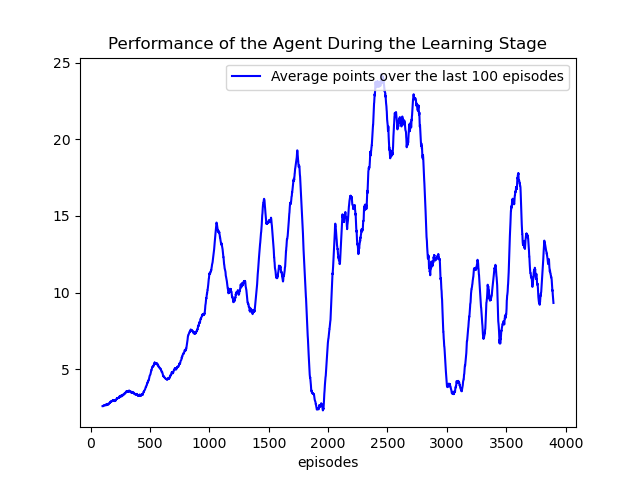 Performance of the Agent During the Learning Stage
Average points over the last 100 episodes
25
20
15
10
5
0 500 1000 1500 2000 2500 3000 3500 4000
episodes